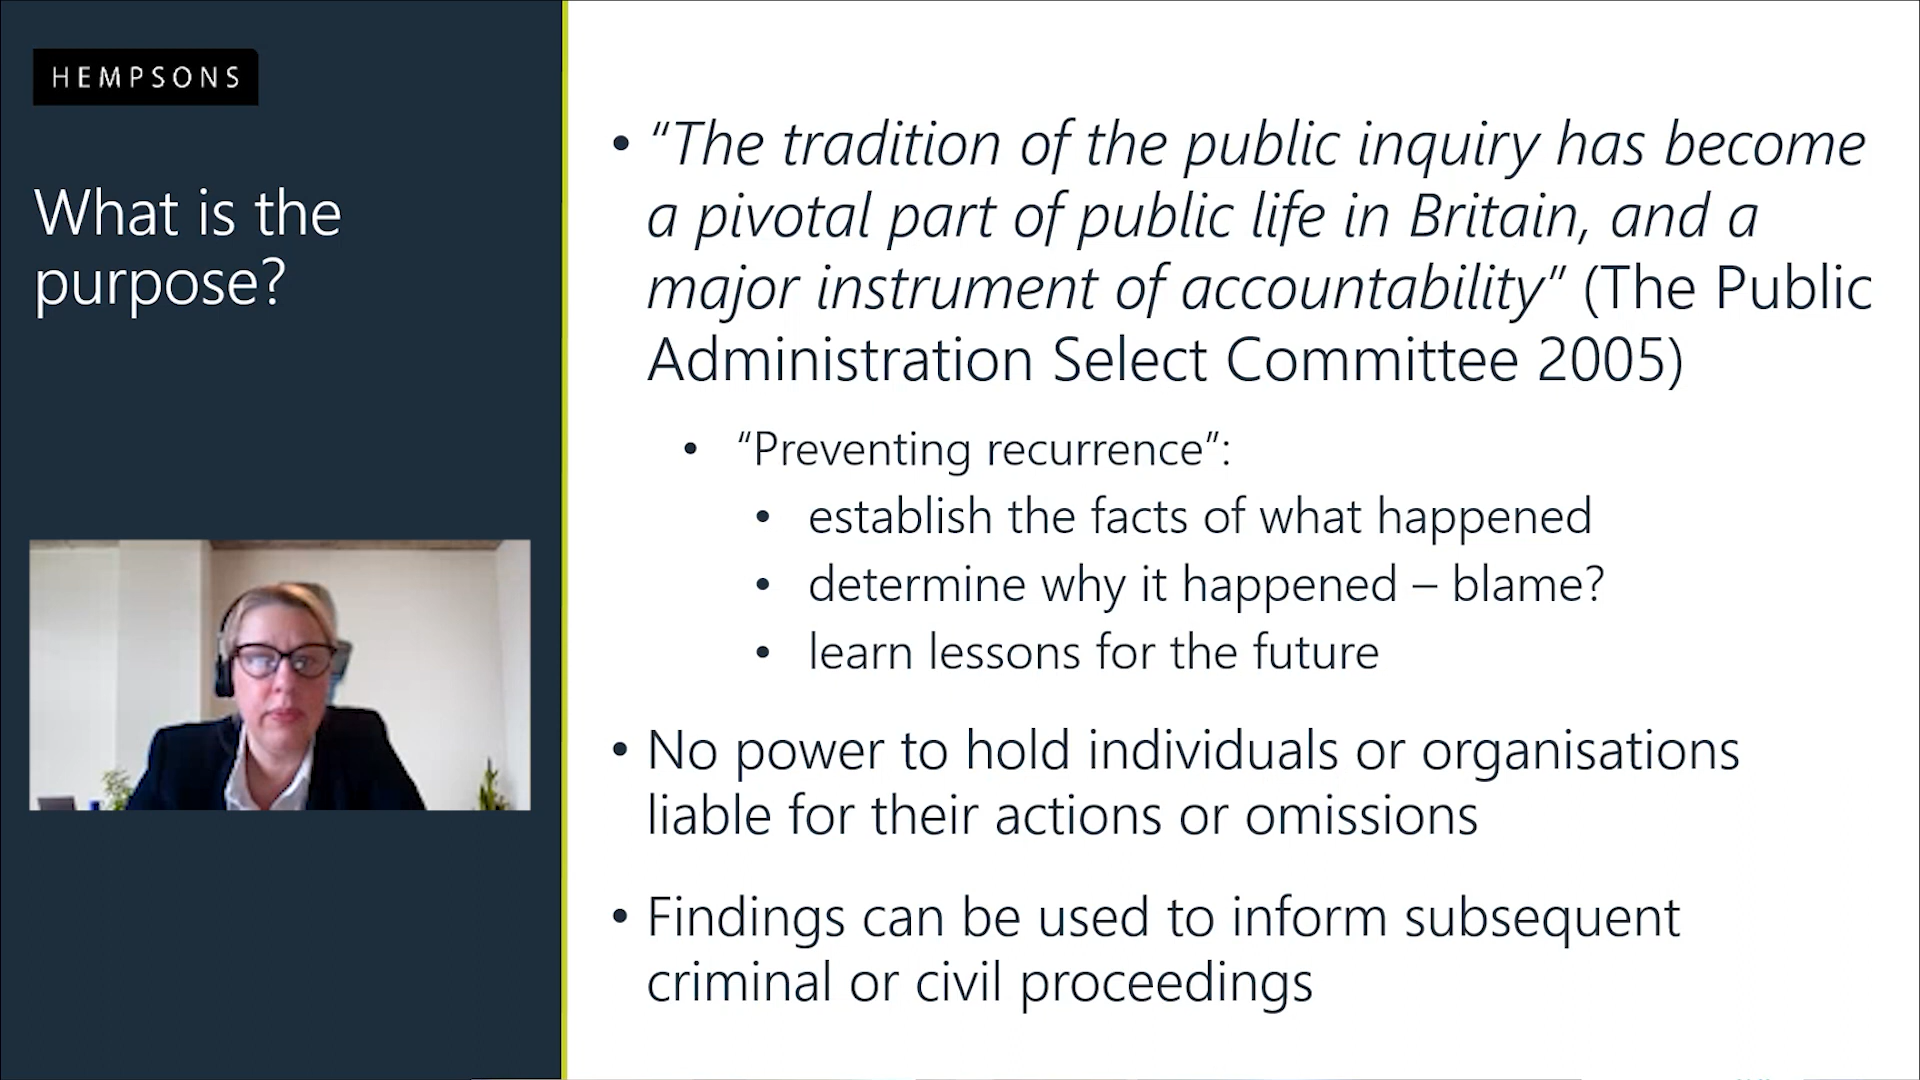 HEMPSONS
What is the
purpose?
• “The tradition of the public inquiry has become
a pivotal part of public life in Britain, and a
major instrument of accountability” (The Public
Administration Select Committee 2005)
• “Preventing recurrence”:
• establish the facts of what happened
• determine why it happened – blame?
• learn lessons for the future
• No power to hold individuals or organisations
liable for their actions or omissions
• Findings can be used to inform subsequent
criminal or civil proceedings